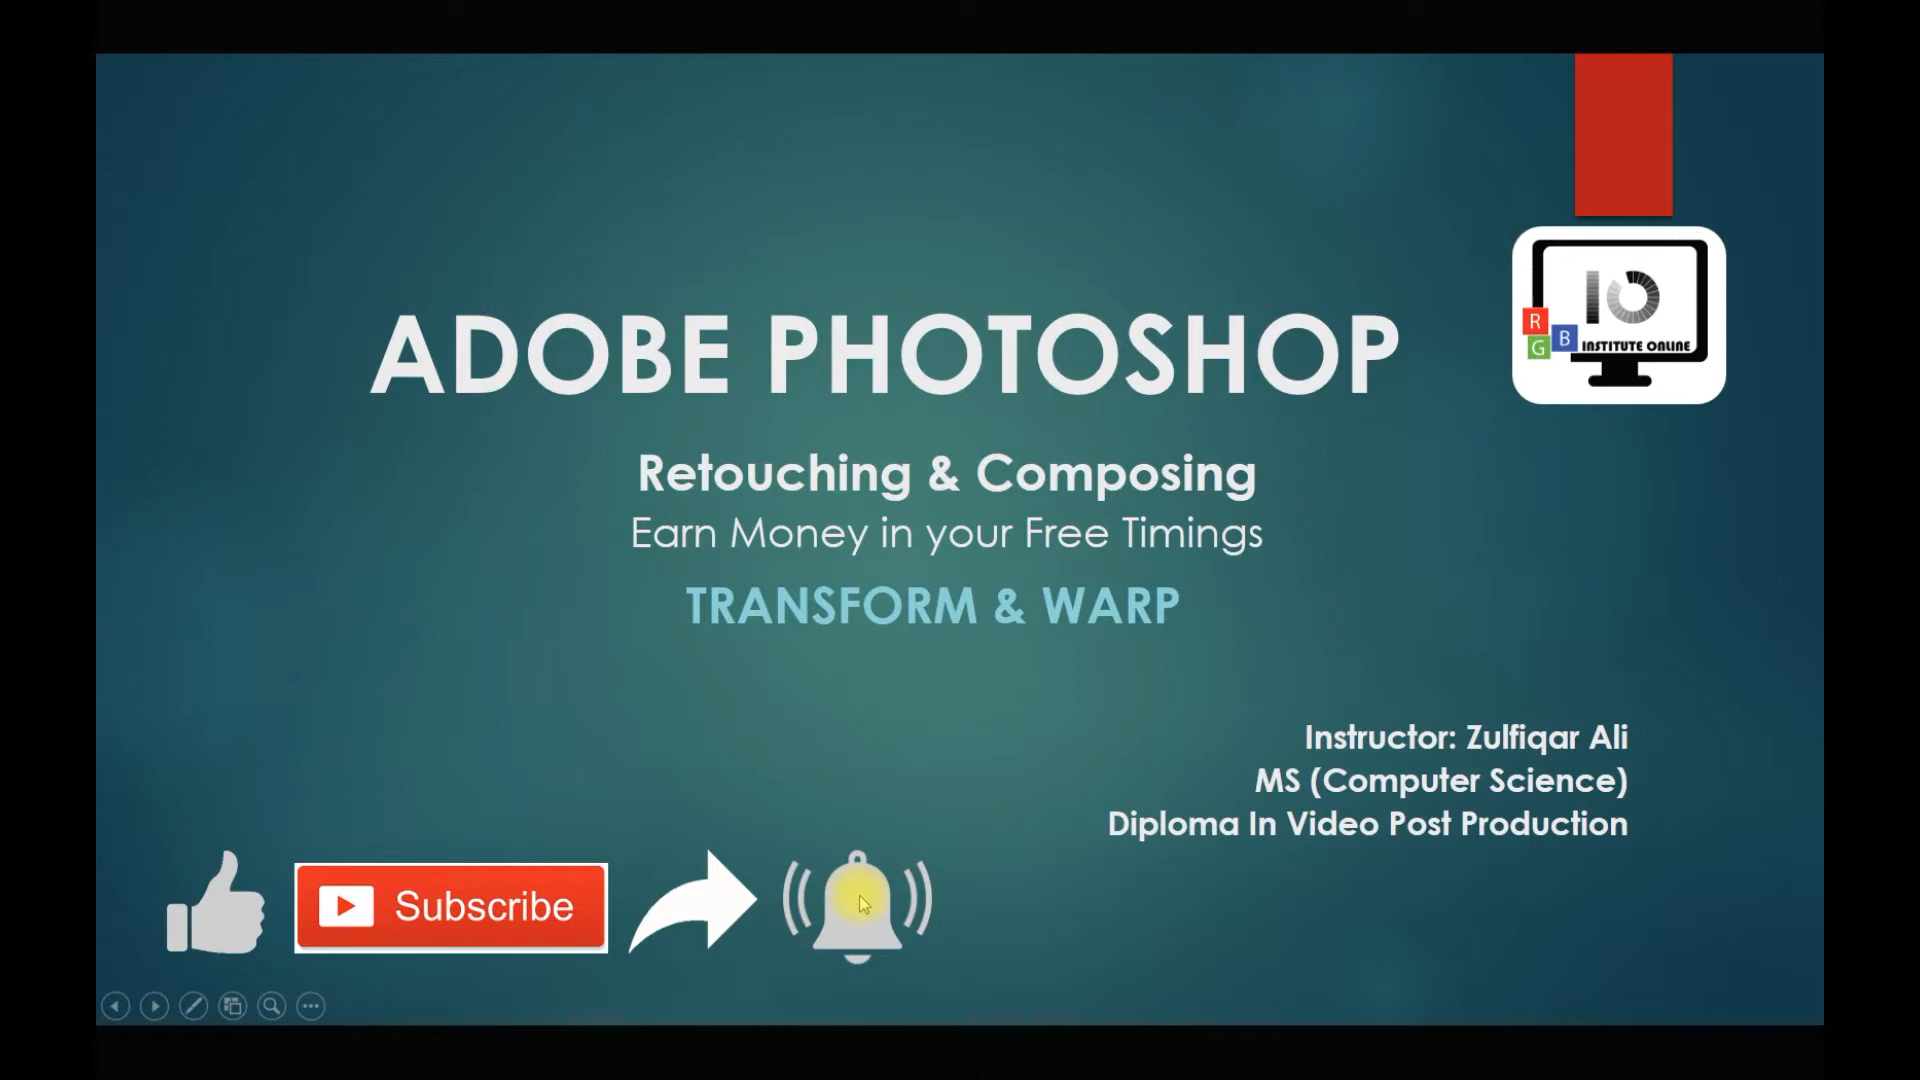 ADOBE PHOTOSHOP
R
G
B
INSTITUTE ONLINE
Retouching & Composing
Earn Money in your Free Timings
TRANSFORM & WARP
Instructor: Zulfiqar Ali
MS (Computer Science)
Diploma In Video Post Production
Subscribe